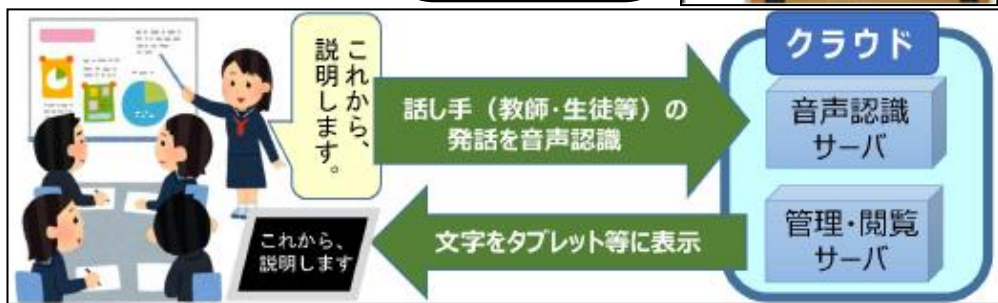 これから、
説明します。
話し手（教師・生徒等）の
発話を音声認識
クラウド
音声認識
サーバ
管理・閲覧
サーバ
文字をタブレット等に表示
これから、
説明します